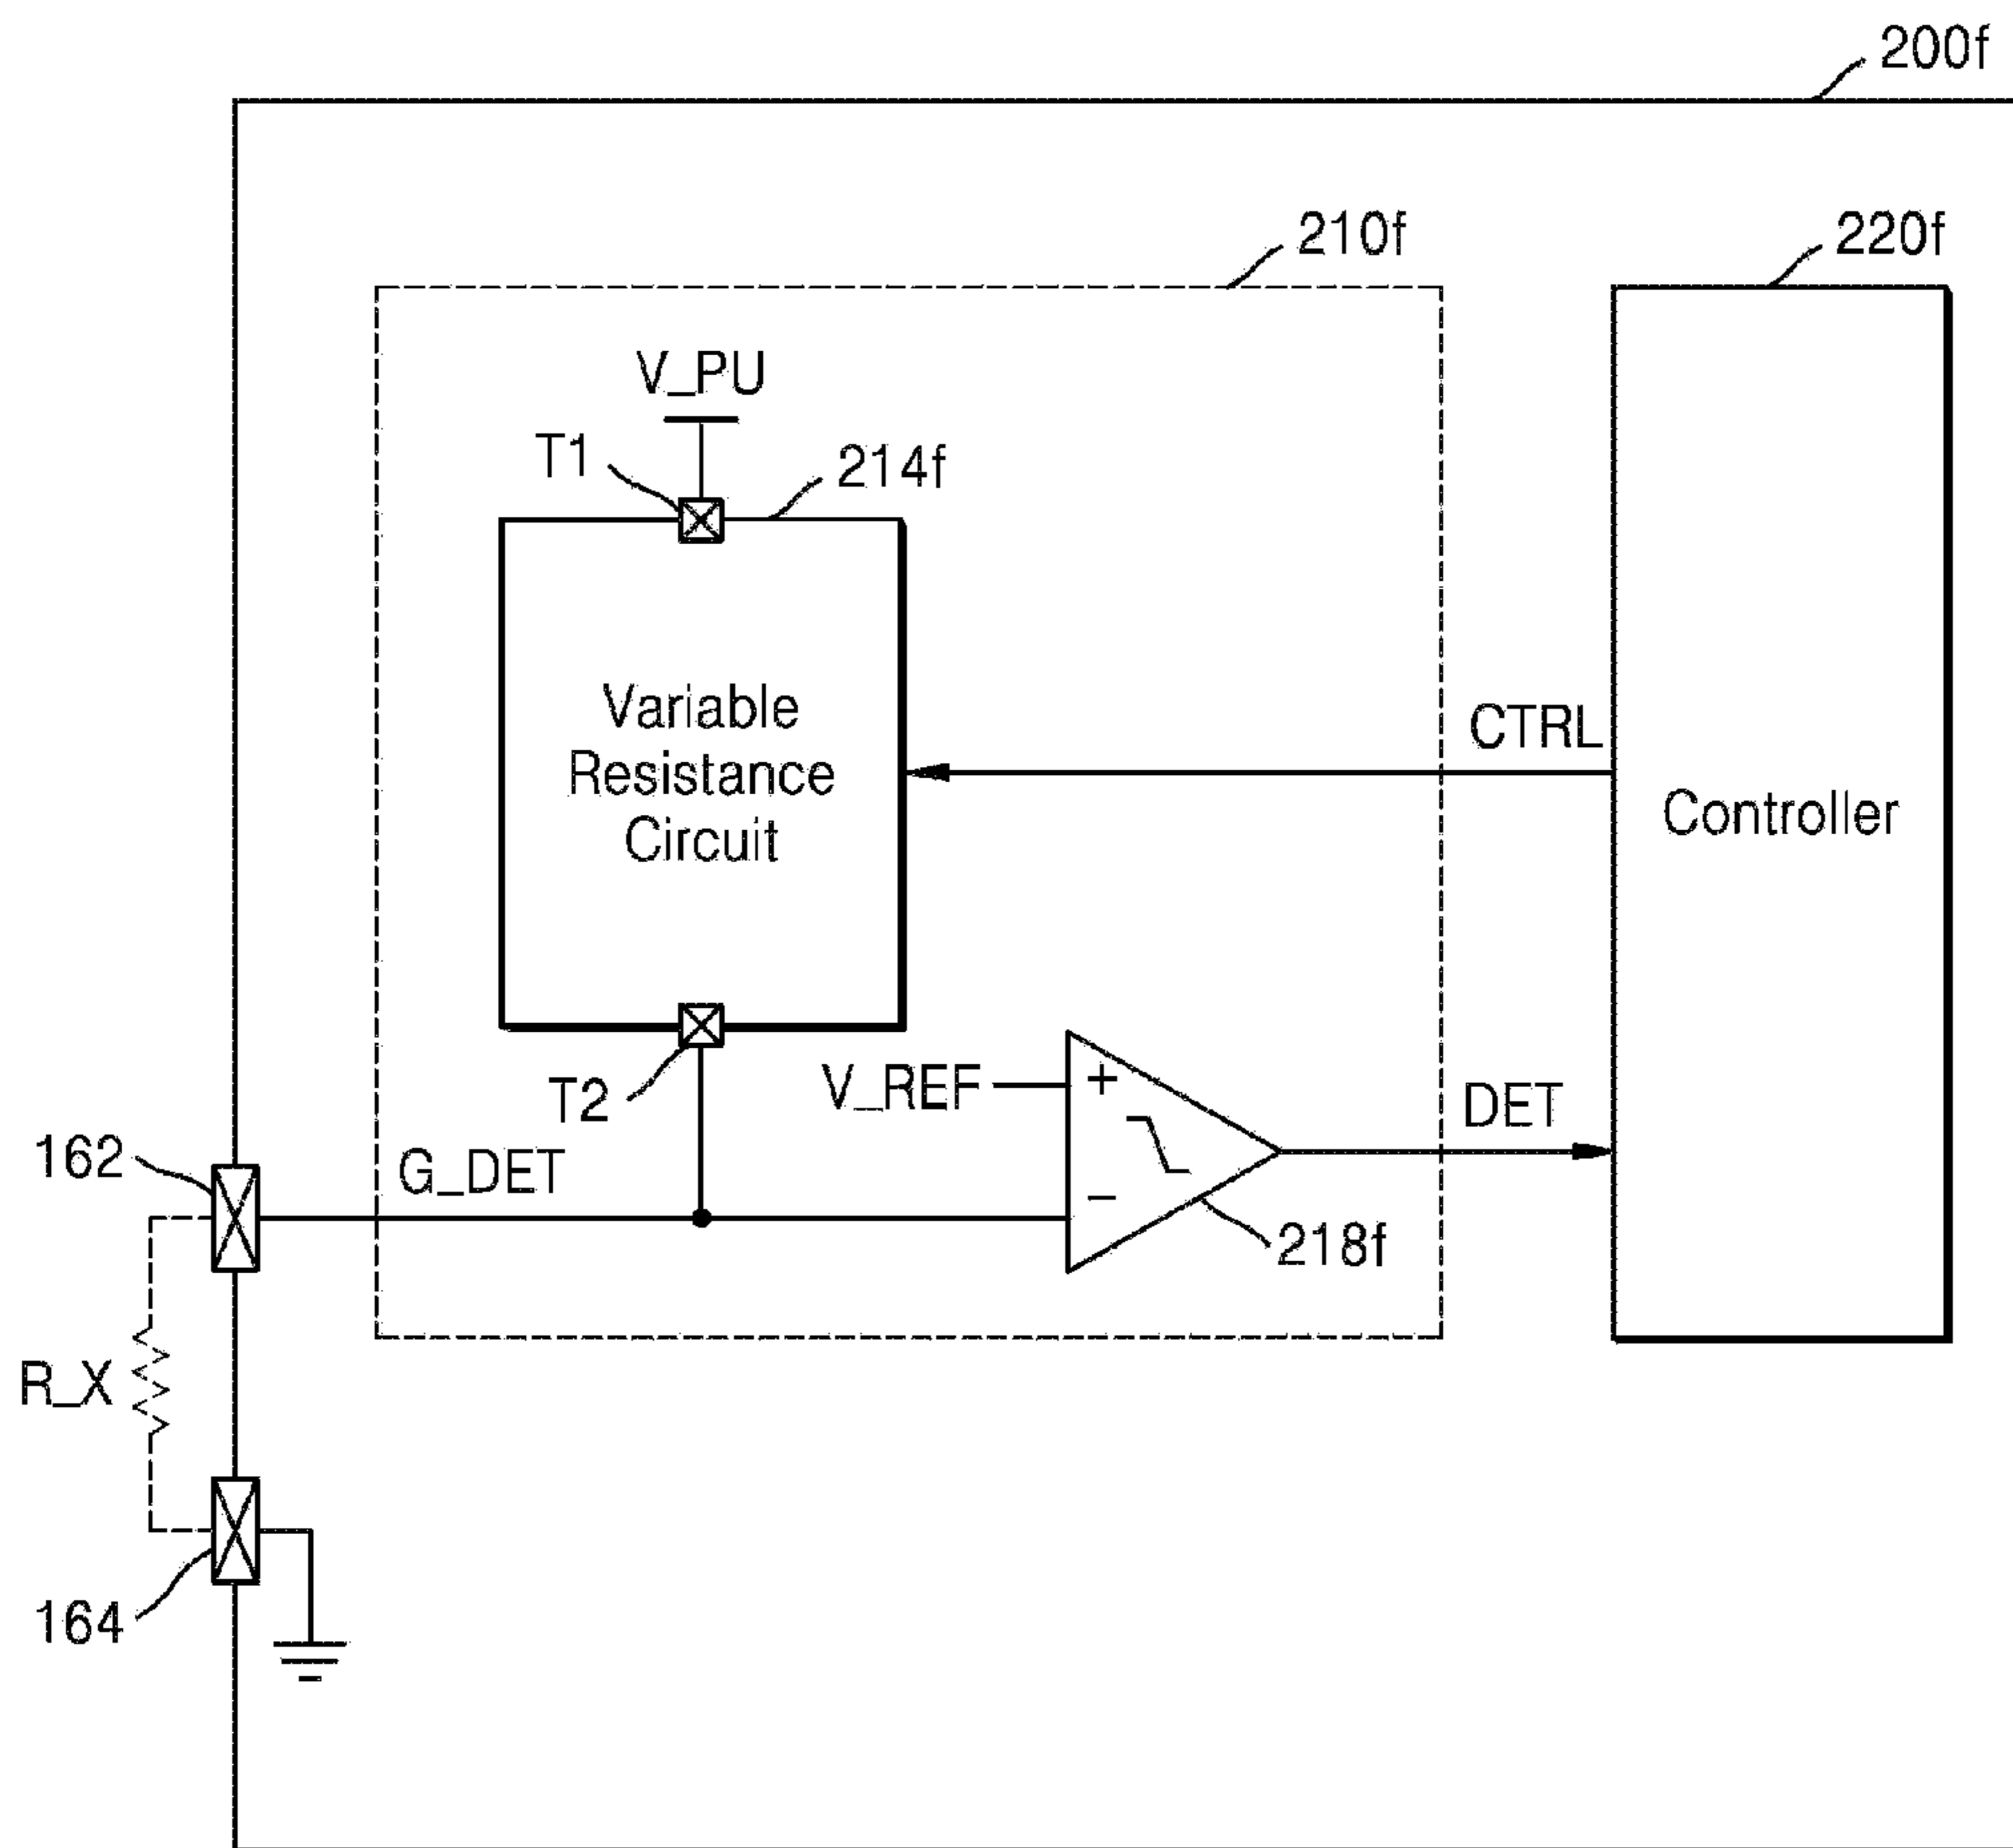 200f
210f
220f
V_PU
T1
214f
Variable
Resistance
Circuit
CTRL
Controller
T2
V_REF
+
DET
162
G_DET
−
218f
R_X
164